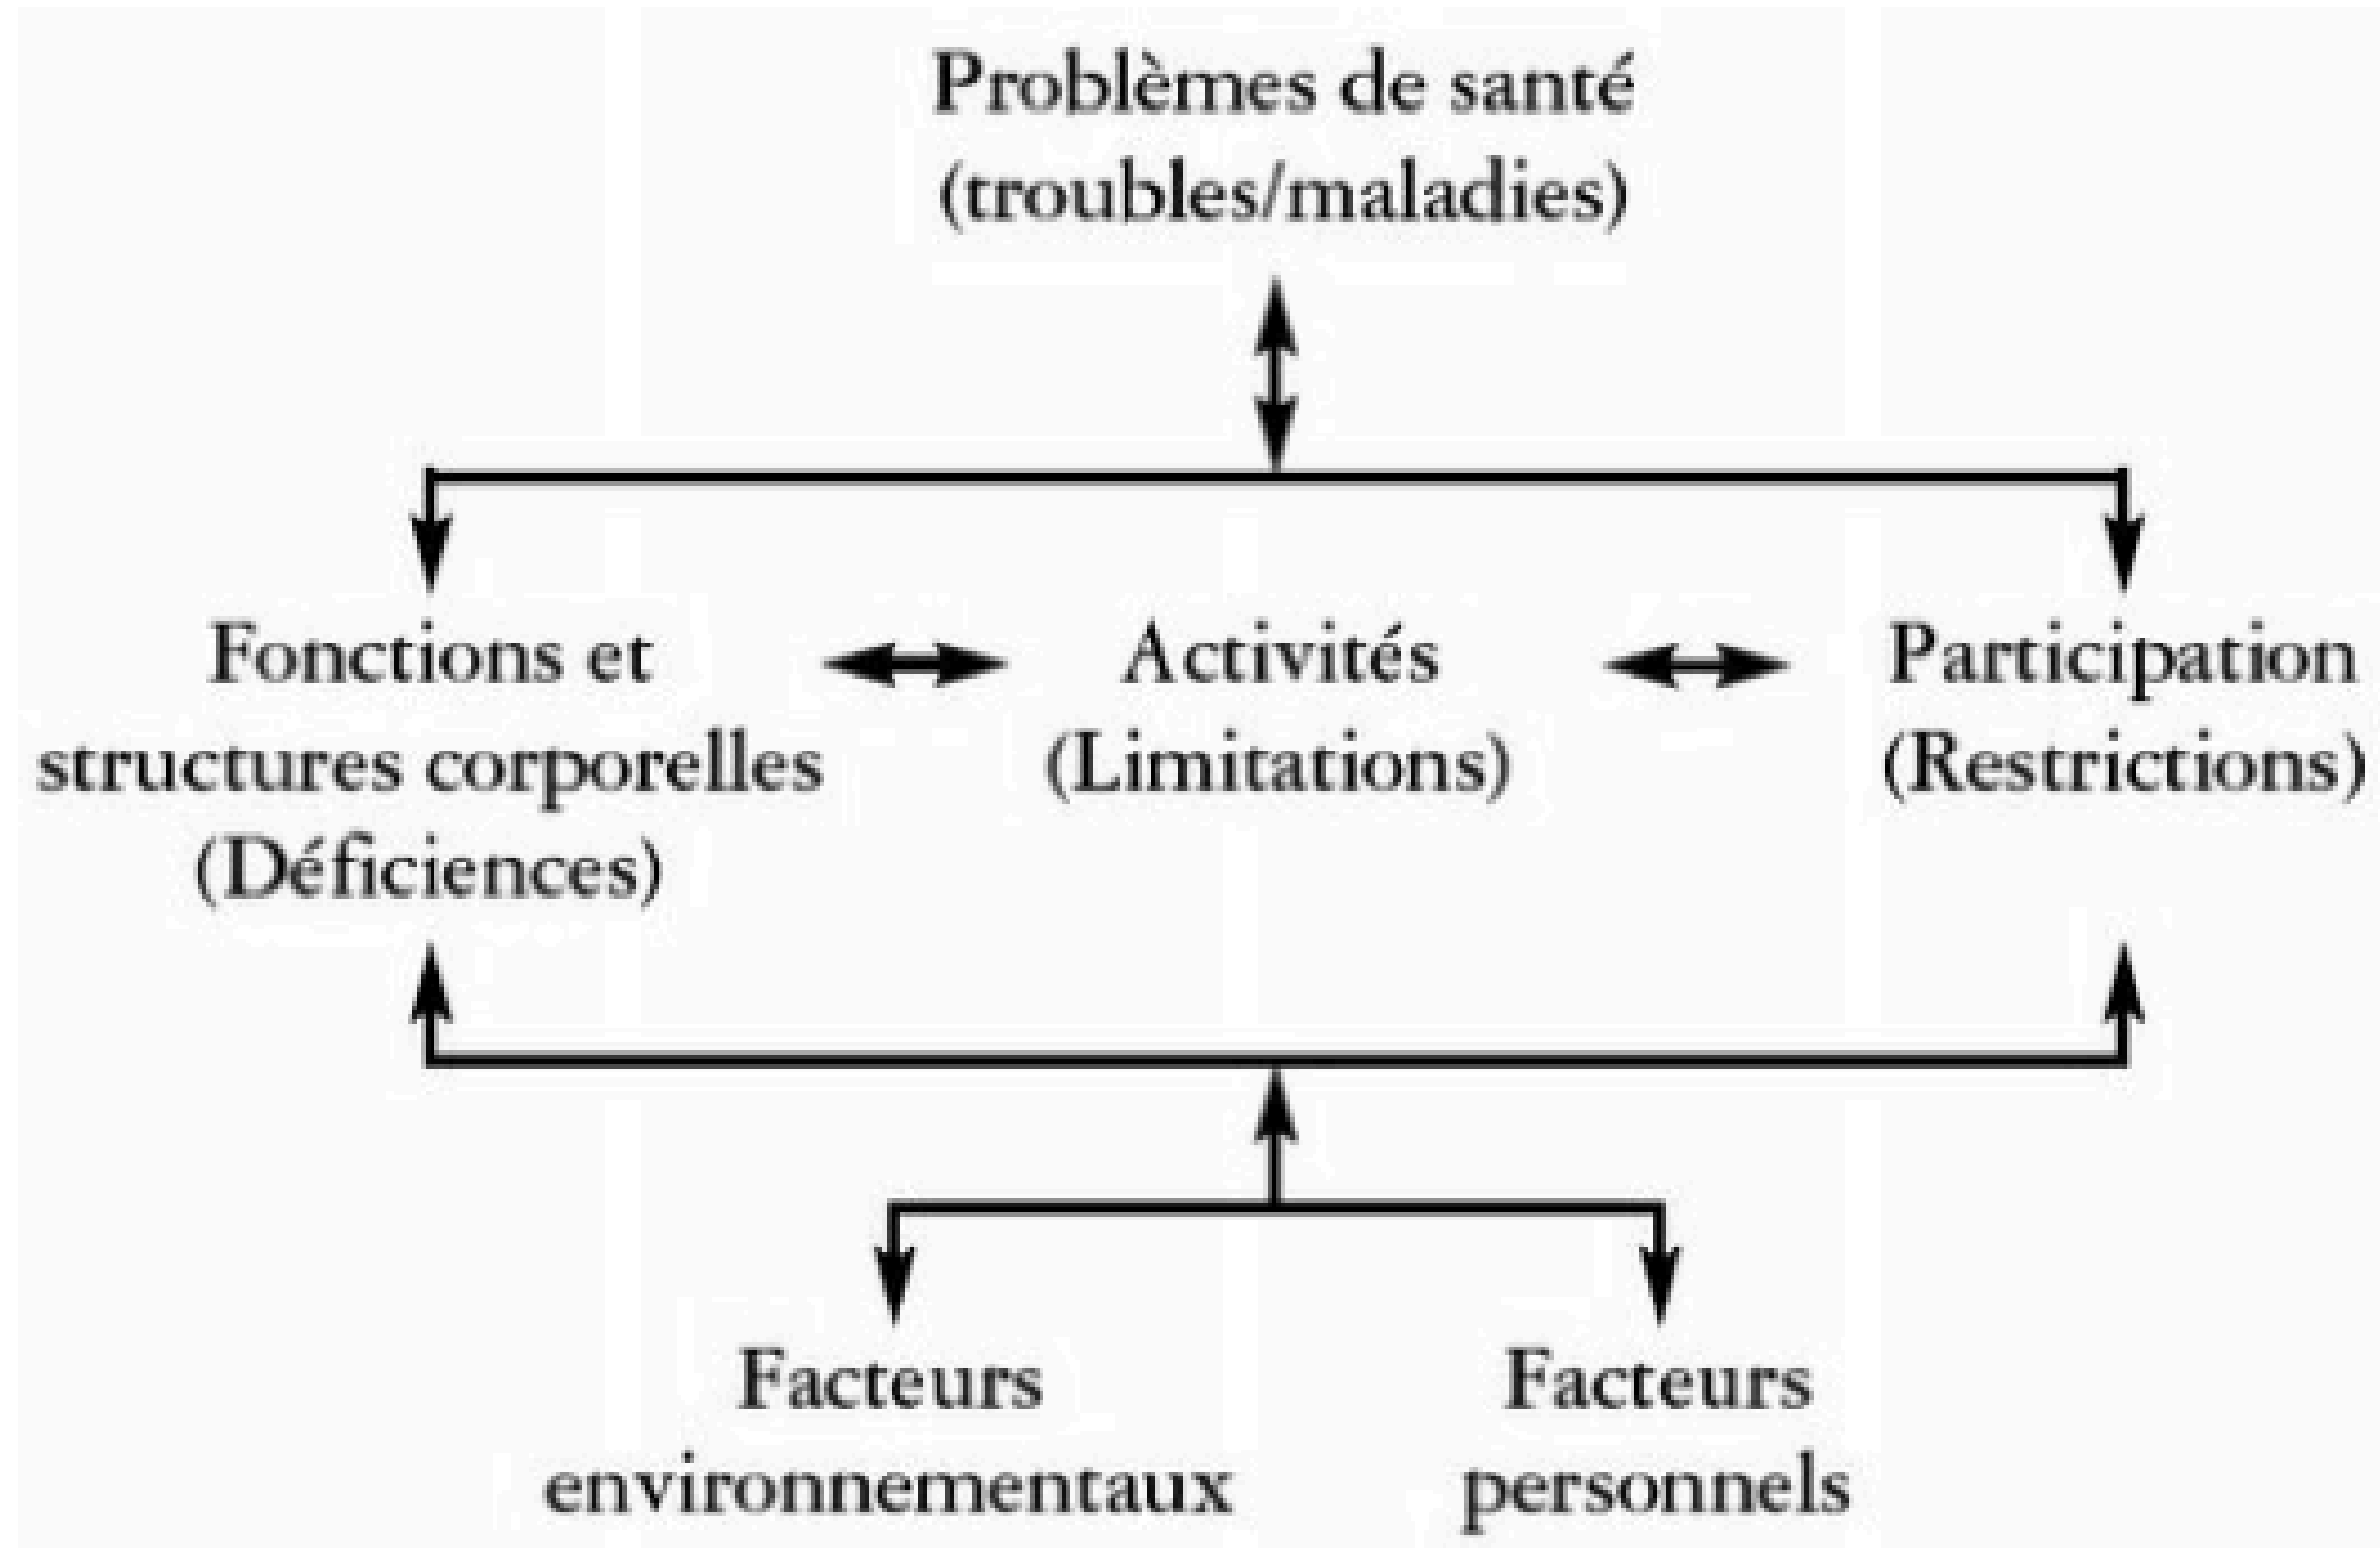 Problèmes de santé
(troubles/maladies)
Fonctions et
structures corporelles
(Déficiences)
Activités
(Limitations)
Participation
(Restrictions)
Facteurs
environnementaux
Facteurs
personnels